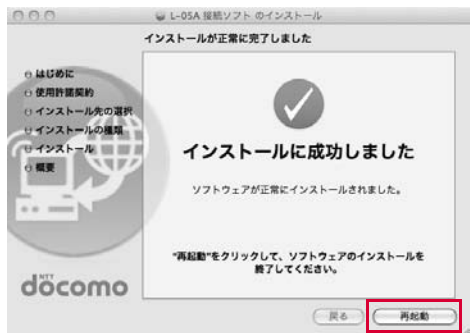 L-05A 接続ソフト のインストール
インストールが正常に完了しました
はじめに
使用許諾契約
インストール先の選択
インストールの種類
インストール
概要
インストールに成功しました
ソフトウェアが正常にインストールされました。
"再起動"をクリックして、ソフトウェアのインストールを
終了してください。
NTT
döcomo
戻る
再起動